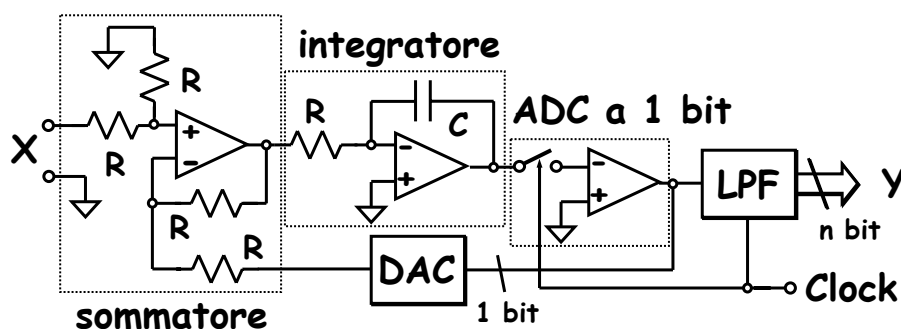 integratore
R
R
ADC a 1 bit
C
+
-
-
+
-
+
X
R
LPF
Y
R
R
n bit
DAC
1 bit
Clock
sommatore